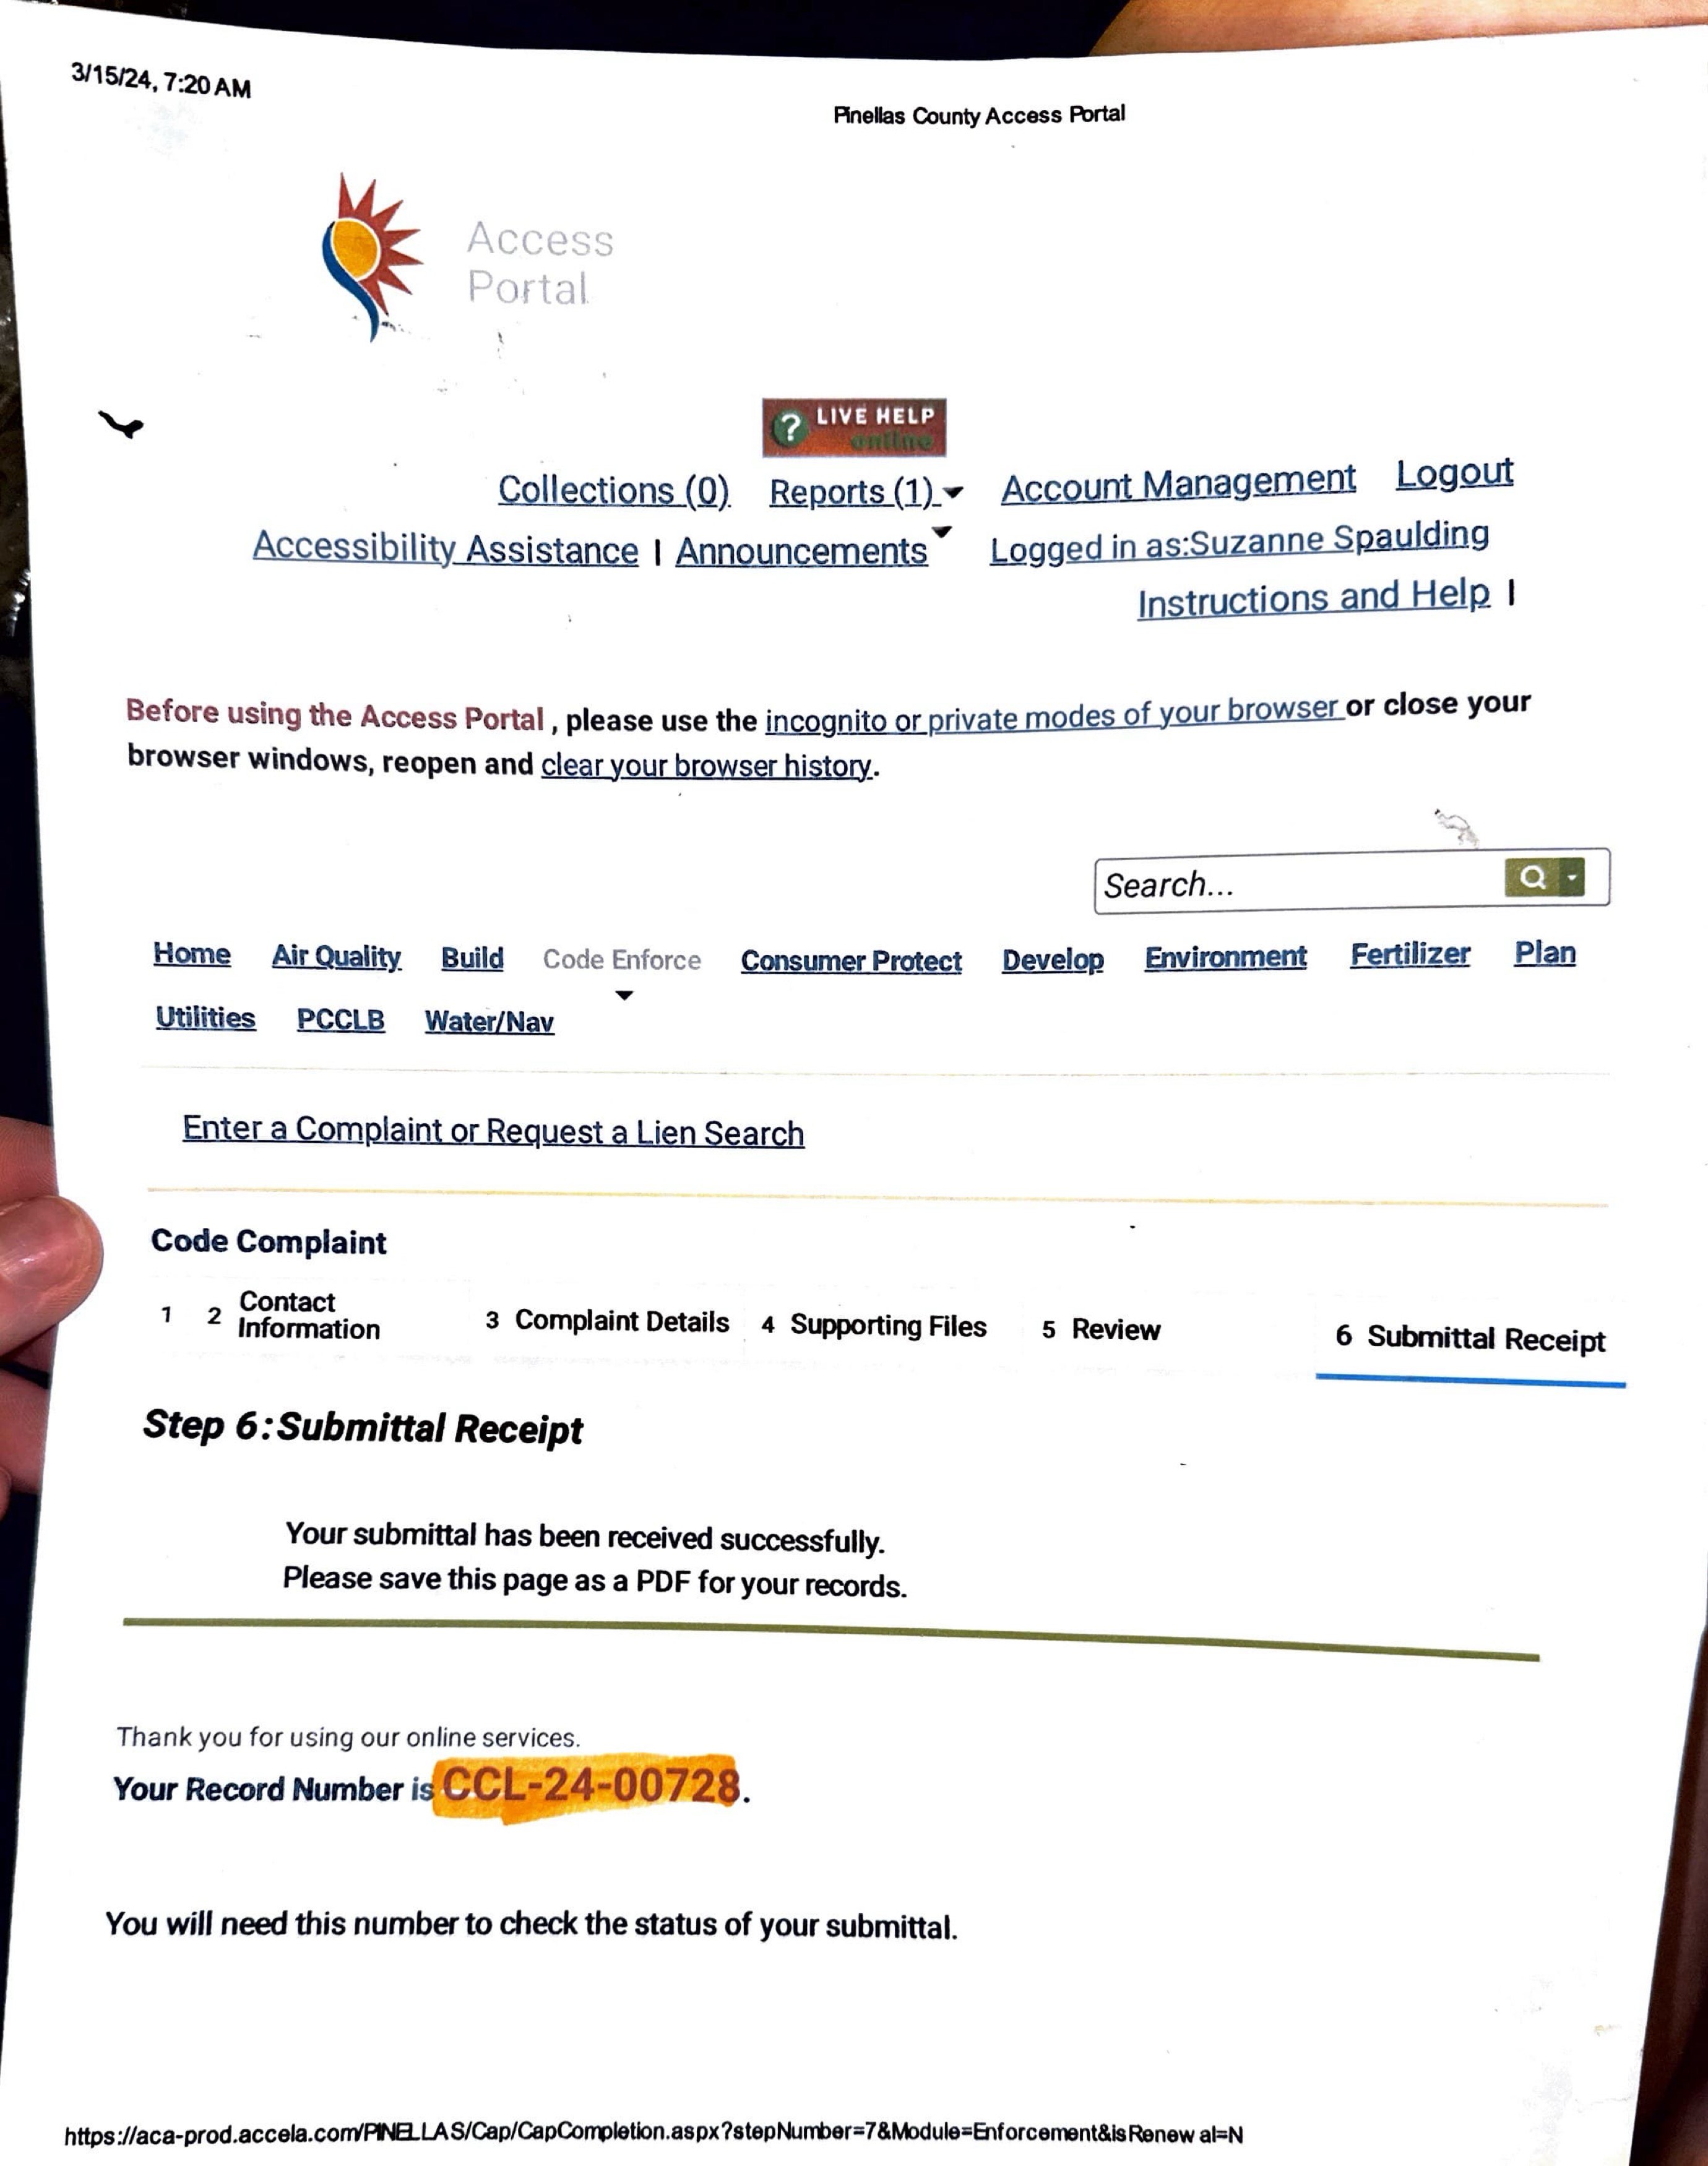 3/15/24, 7:20 AM
Pinellas County Access Portal
Access
Portal
? LIVE HELP
online
Collections (0) Reports (1) Account Management Logout
Accessibility Assistance | Announcements Logged in as:Suzanne Spaulding
Instructions and Help |
Before using the Access Portal , please use the incognito or private modes of your browser or close your
browser windows, reopen and clear your browser history.
Search...
Home Air Quality Build Code Enforce Consumer Protect Develop Environment Fertilizer Plan
Utilities PCCLB Water/Nav
Enter a Complaint or Request a Lien Search
Code Complaint
1 2 Contact Information 3 Complaint Details 4 Supporting Files 5 Review 6 Submittal Receipt
Step 6:Submittal Receipt
Your submittal has been received successfully.
Please save this page as a PDF for your records.
Thank you for using our online services.
Your Record Number is CCL-24-00728.
You will need this number to check the status of your submittal.
https://aca-prod.accela.com/PINELLAS/Cap/CapCompletion.aspx?stepNumber=7&Module=Enforcement&isRenewal=N